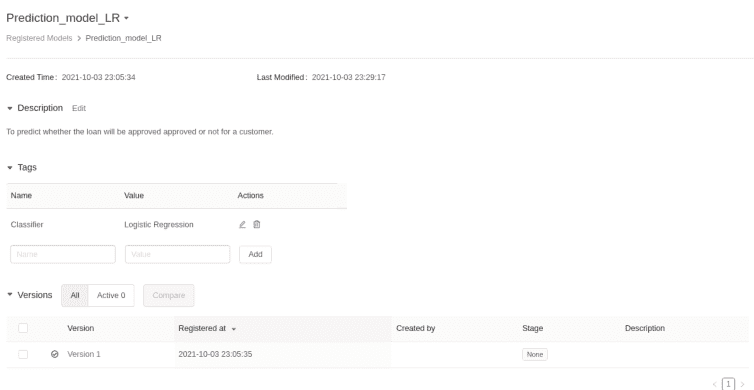 Prediction_model_LR
Registered Models > Prediction_model_LR
Created Time: 2021-10-03 23:05:34 Last Modified: 2021-10-03 23:29:17
Description Edit
To predict whether the loan will be approved approved or not for a customer.
Tags
Name Value Actions
Classifier Logistic Regression
Name Value Add
Versions All Active 0 Compare
Version Registered at Created by Stage Description
Version 1 2021-10-03 23:05:35 None
< 1 >